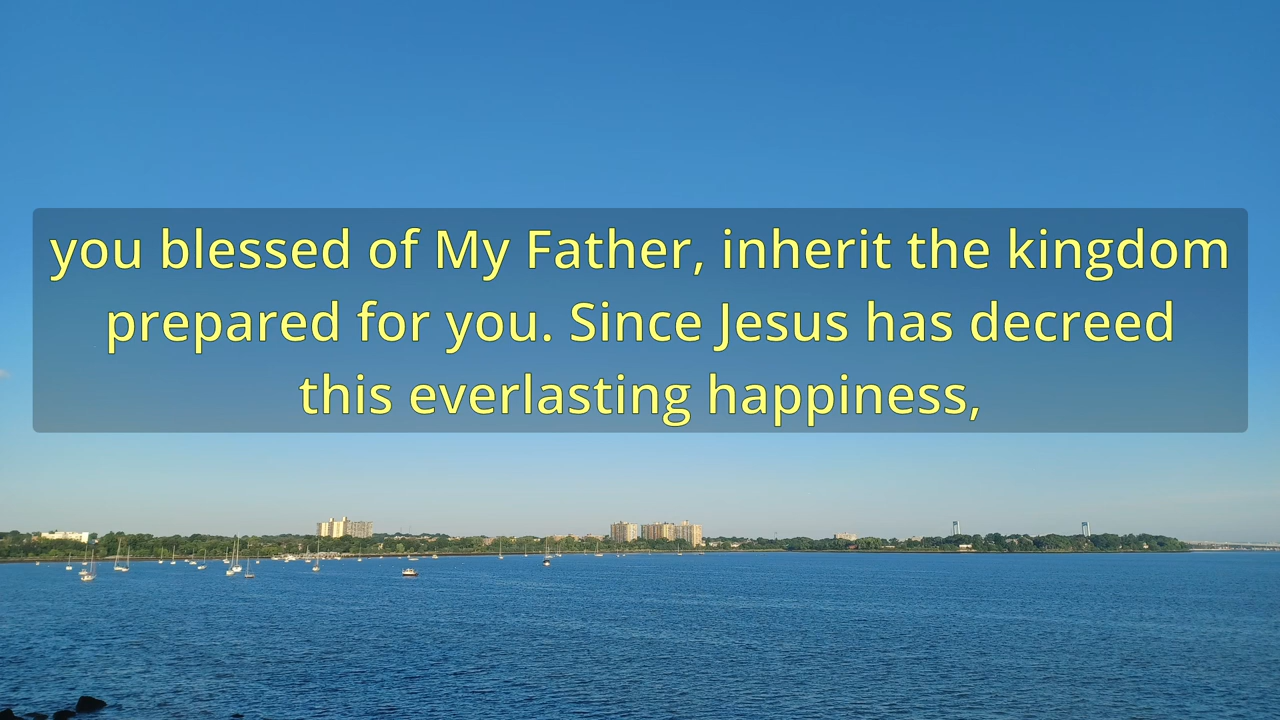 you blessed of My Father, inherit the kingdom
prepared for you. Since Jesus has decreed
this everlasting happiness,